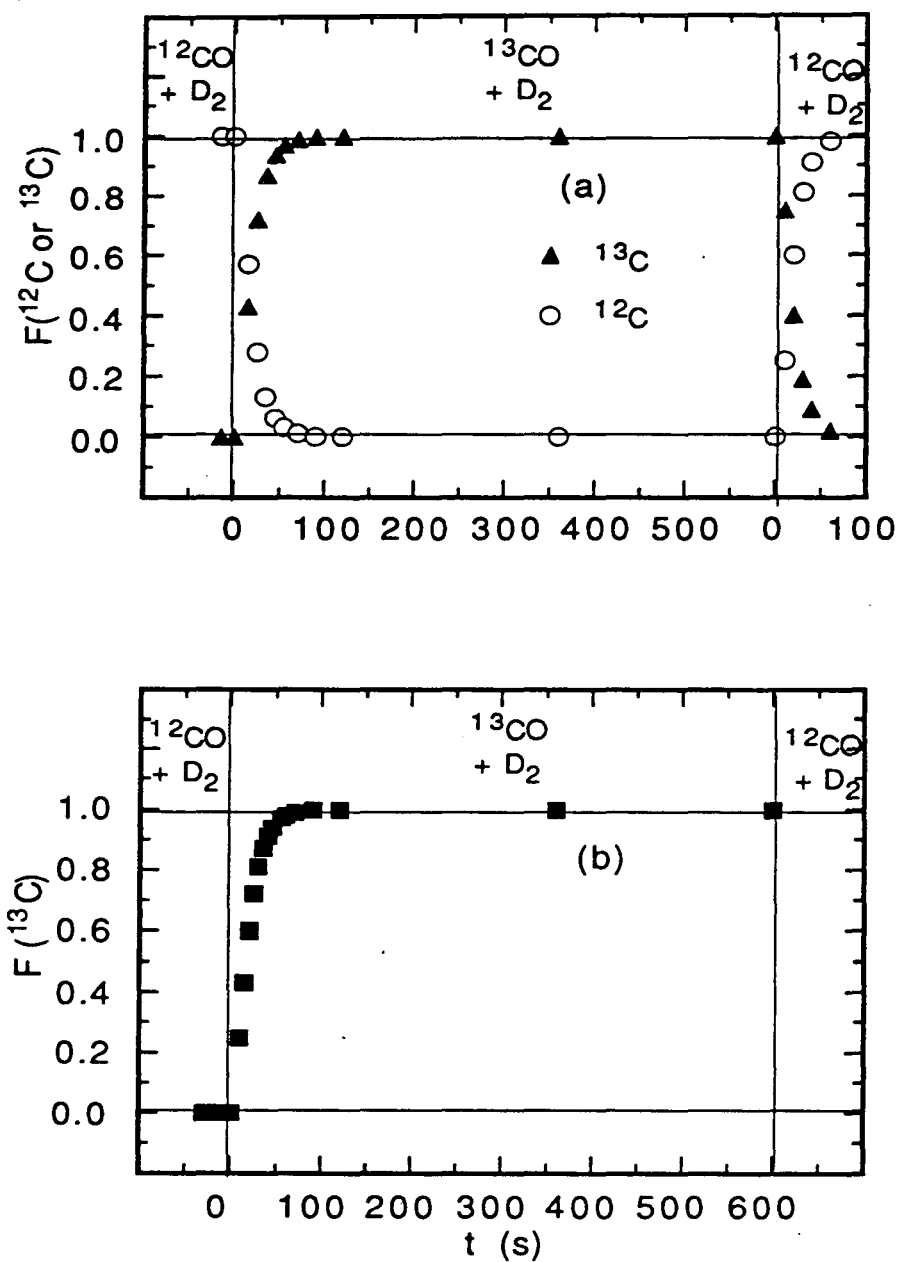 12CO 13CO 12CO
+ D2 + D2 + D2
1.0
0.8
0.6
0.4
0.2
0.0
F(12C or 13C)
(a)
▲ 13C
○ 12C
0 100 200 300 400 500 0 100
12CO 13CO 12CO
+ D2 + D2 + D2
1.0
0.8
0.6
0.4
0.2
0.0
F (13C)
(b)
0 100 200 300 400 500 600
t (s)